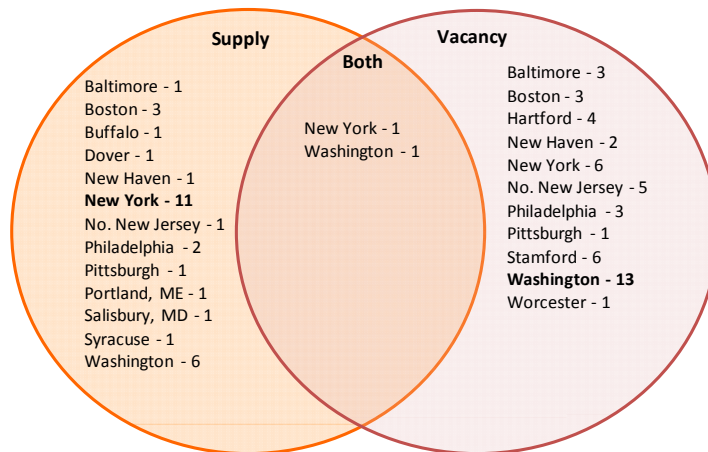 Supply
Baltimore - 1
Boston - 3
Buffalo - 1
Dover - 1
New Haven - 1
New York - 11
No. New Jersey - 1
Philadelphia - 2
Pittsburgh - 1
Portland, ME - 1
Salisbury, MD - 1
Syracuse - 1
Washington - 6
Both
New York - 1
Washington - 1
Vacancy
Baltimore - 3
Boston - 3
Hartford - 4
New Haven - 2
New York - 6
No. New Jersey - 5
Philadelphia - 3
Pittsburgh - 1
Stamford - 6
Washington - 13
Worcester - 1